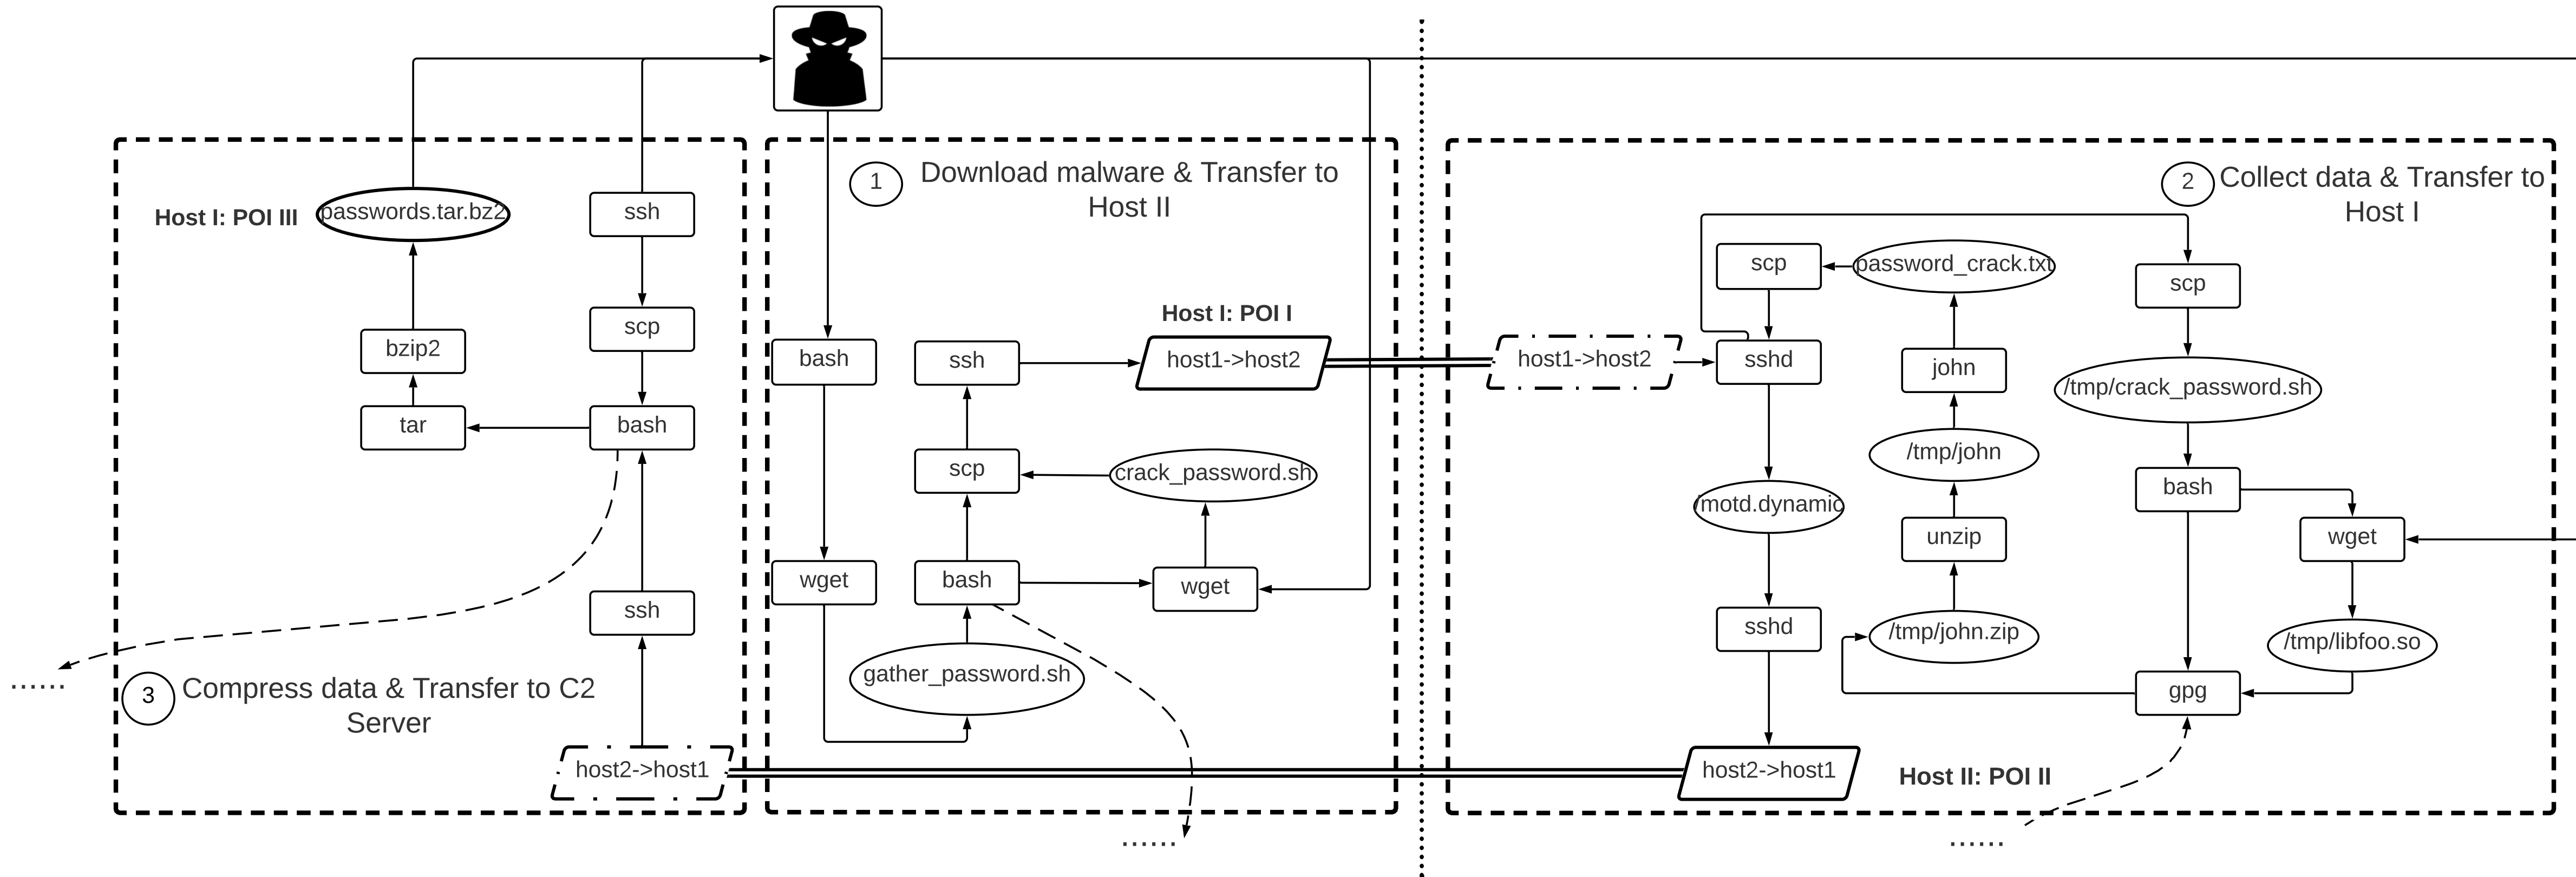 Host I: POI III
passwords.tar.bz2
ssh
scp
bzip2
tar
bash
ssh
......
3
Compress data & Transfer to C2
Server
host2->host1
1
Download malware & Transfer to
Host II
Host I: POI I
bash
ssh
host1->host2
scp
crack_password.sh
wget
bash
wget
gather_password.sh
......
2
Collect data & Transfer to
Host I
scp
password_crack.txt
scp
host1->host2
sshd
john
/tmp/crack_password.sh
/tmp/john
/motd.dynamic
bash
unzip
wget
sshd
/tmp/john.zip
/tmp/libfoo.so
gpg
host2->host1
Host II: POI II
......